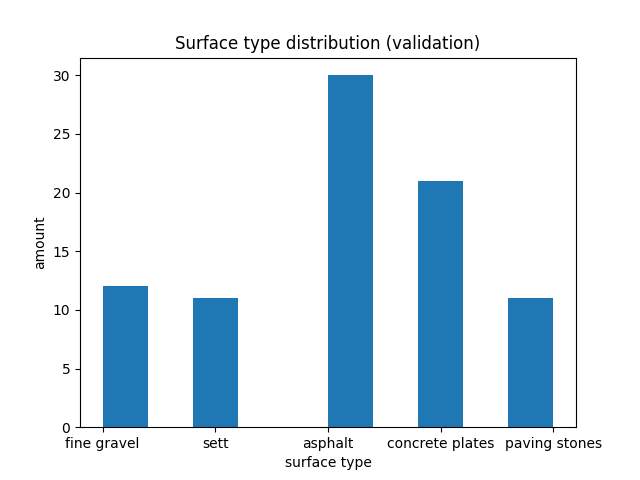 Surface type distribution (validation)
30
25
20
15
10
5
0
amount
fine gravel sett asphalt concrete plates paving stones
surface type